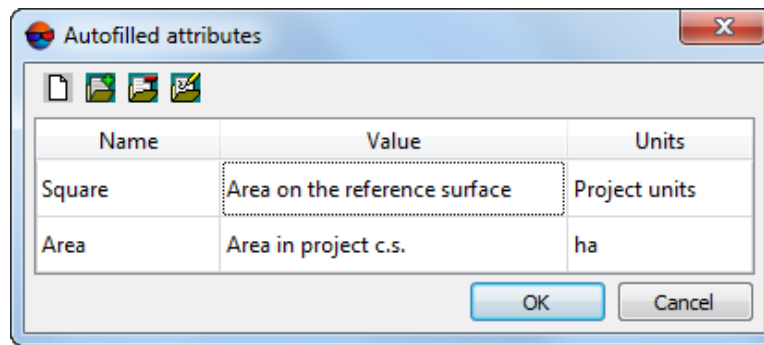 Autofilled attributes
Name Value Units
Square Area on the reference surface Project units
Area Area in project c.s. ha
OK Cancel